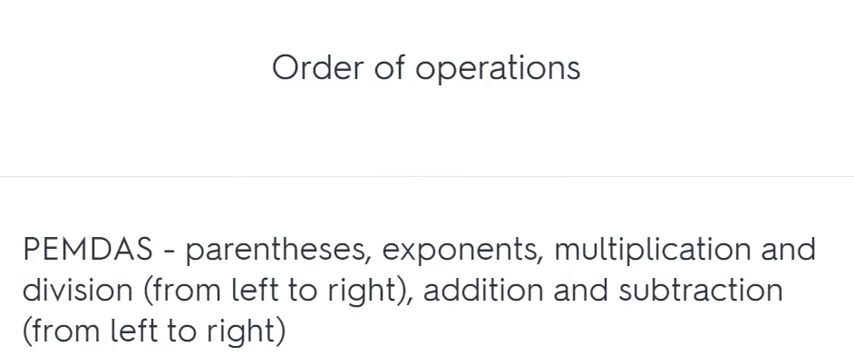 Order of operations
PEMDAS - parentheses, exponents, multiplication and
division (from left to right), addition and subtraction
(from left to right)